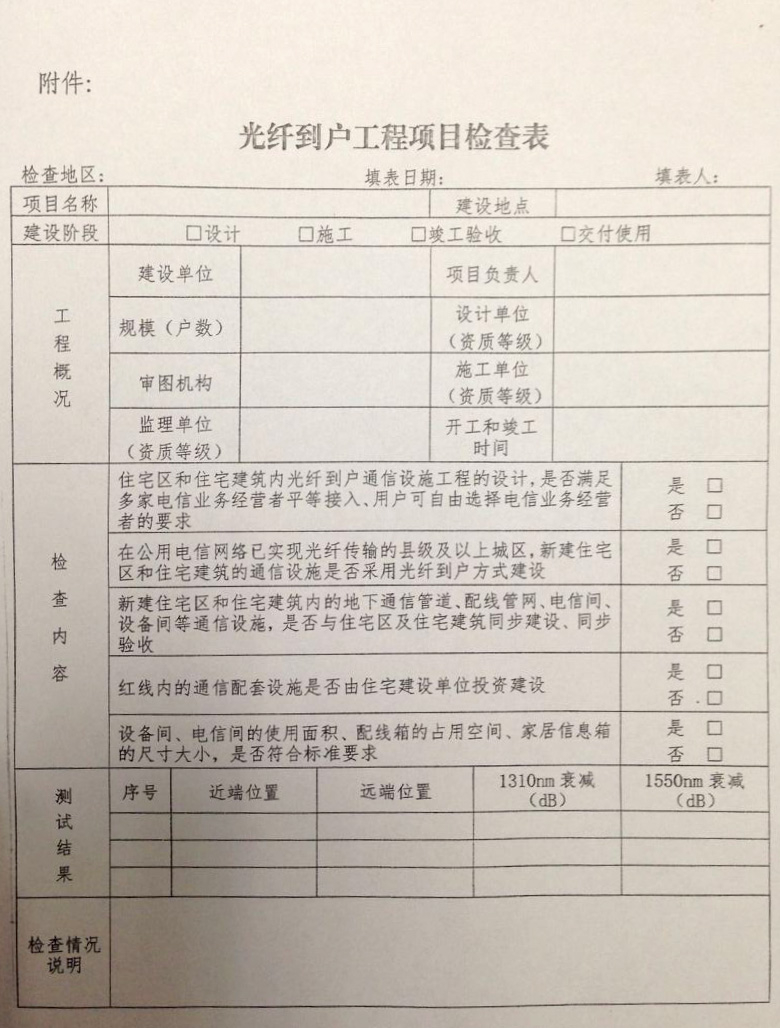 附件:
光纤到户工程项目检查表
检查地区: 填表日期: 填表人:
项目名称 建设地点
建设阶段 □设计 □施工 □竣工验收 □交付使用
工程概况
建设单位 项目负责人
规模（户数） 设计单位
（资质等级）
审图机构 施工单位
（资质等级）
监理单位
（资质等级）
开工和竣工
时间
检查内容
住宅区和住宅建筑内光纤到户通信设施工程的设计,是否满足
多家电信业务经营者平等接入、用户可自由选择电信业务经营
者的要求
是 □
否 □
在公用电信网络已实现光纤传输的县级及以上城区,新建住宅
区和住宅建筑的通信设施是否采用光纤到户方式建设
是 □
否 □
新建住宅区和住宅建筑内的地下通信管道、配线管网、电信间、
设备间等通信设施，是否与住宅区及住宅建筑同步建设、同步
验收
是 □
否 □
红线内的通信配套设施是否由住宅建设单位投资建设
是 □
否 □
设备间、电信间的使用面积、配线箱的占用空间、家居信息箱
的尺寸大小，是否符合标准要求
是 □
否 □
测试结果
序号 近端位置 远端位置 1310nm 衰减
（dB）
1550nm 衰减
（dB）
检查情况
说明